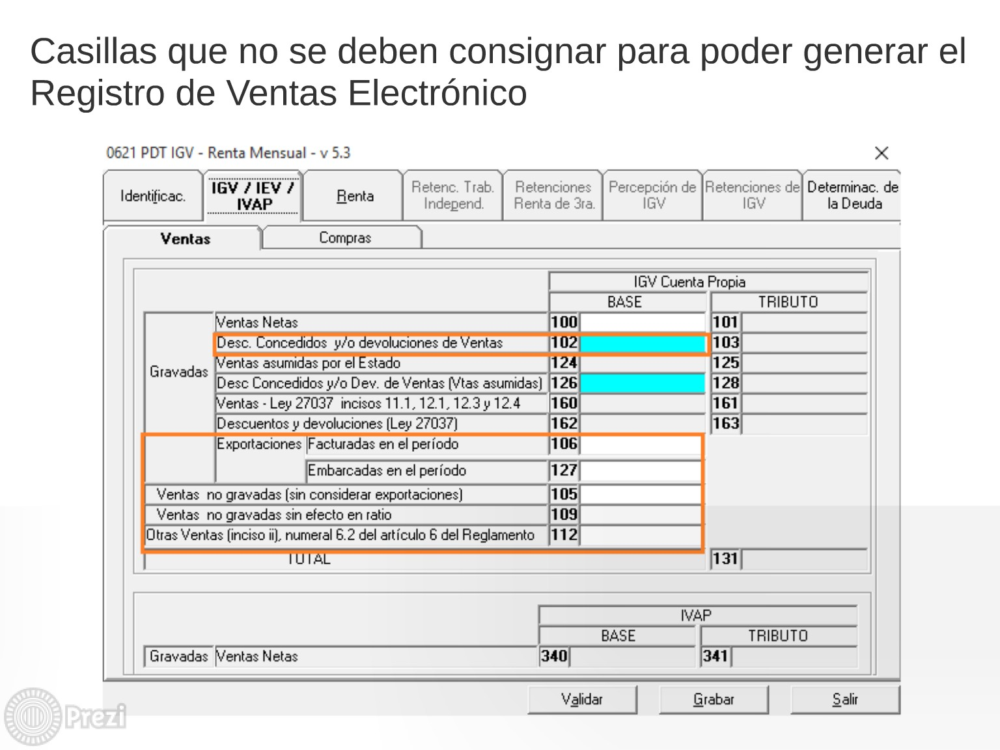 Casillas que no se deben consignar para poder generar el
Registro de Ventas Electrónico
0621 PDT IGV - Renta Mensual - v 5.3
Identificac.
IGV / IEV /
IVAP
Renta
Retenc. Trab.
Independ.
Retenciones
Renta de 3ra.
Percepción de
IGV
Retenciones de
IGV
Determinac. de
la Deuda
Ventas
Compras
IGV Cuenta Propia
BASE TRIBUTO
Gravadas
Ventas Netas 100 101
Desc. Concedidos y/o devoluciones de Ventas 102 103
Ventas asumidas por el Estado 124 125
Desc Concedidos y/o Dev. de Ventas (Vtas asumidas) 126 128
Ventas - Ley 27037 incisos 11.1, 12.1, 12.3 y 12.4 160 161
Descuentos y devoluciones (Ley 27037) 162 163
Exportaciones Facturadas en el período 106
Embarcadas en el período 127
Ventas no gravadas (sin considerar exportaciones) 105
Ventas no gravadas sin efecto en ratio 109
Otras Ventas (inciso ii), numeral 6.2 del artículo 6 del Reglamento 112
TOTAL 131
IVAP
BASE TRIBUTO
Gravadas Ventas Netas 340 341
Validar Grabar Salir
Prezi